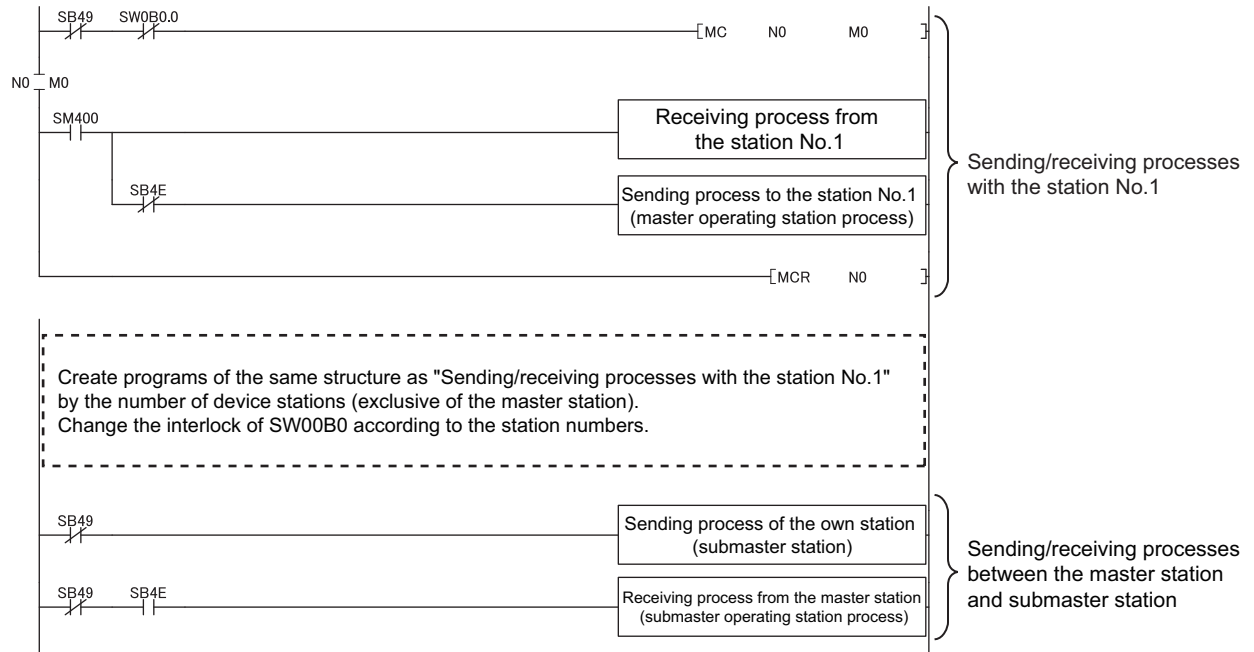 SB49 SW0B0.0
[MC N0 M0 ]
N0 M0
SM400
Receiving process from
the station No.1
SB4E
Sending process to the station No.1
(master operating station process)
[MCR N0 ]
Sending/receiving processes
with the station No.1
Create programs of the same structure as "Sending/receiving processes with the station No.1"
by the number of device stations (exclusive of the master station).
Change the interlock of SW00B0 according to the station numbers.
SB49
Sending process of the own station
(submaster station)
SB49 SB4E
Receiving process from the master station
(submaster operating station process)
Sending/receiving processes
between the master station
and submaster station